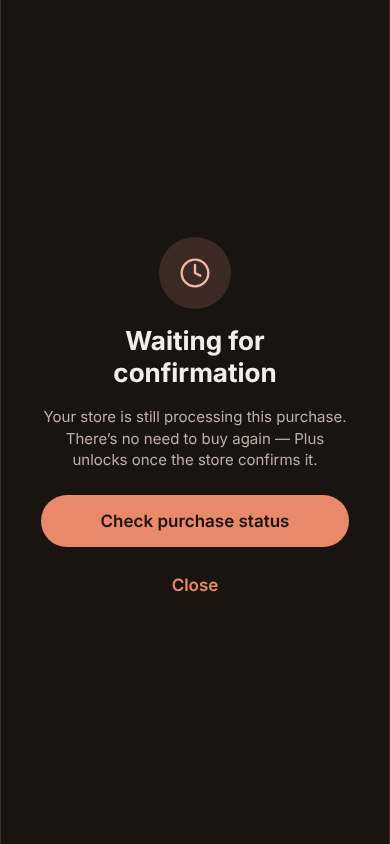 Waiting for
confirmation
Your store is still processing this purchase.
There’s no need to buy again — Plus
unlocks once the store confirms it.
Check purchase status
Close